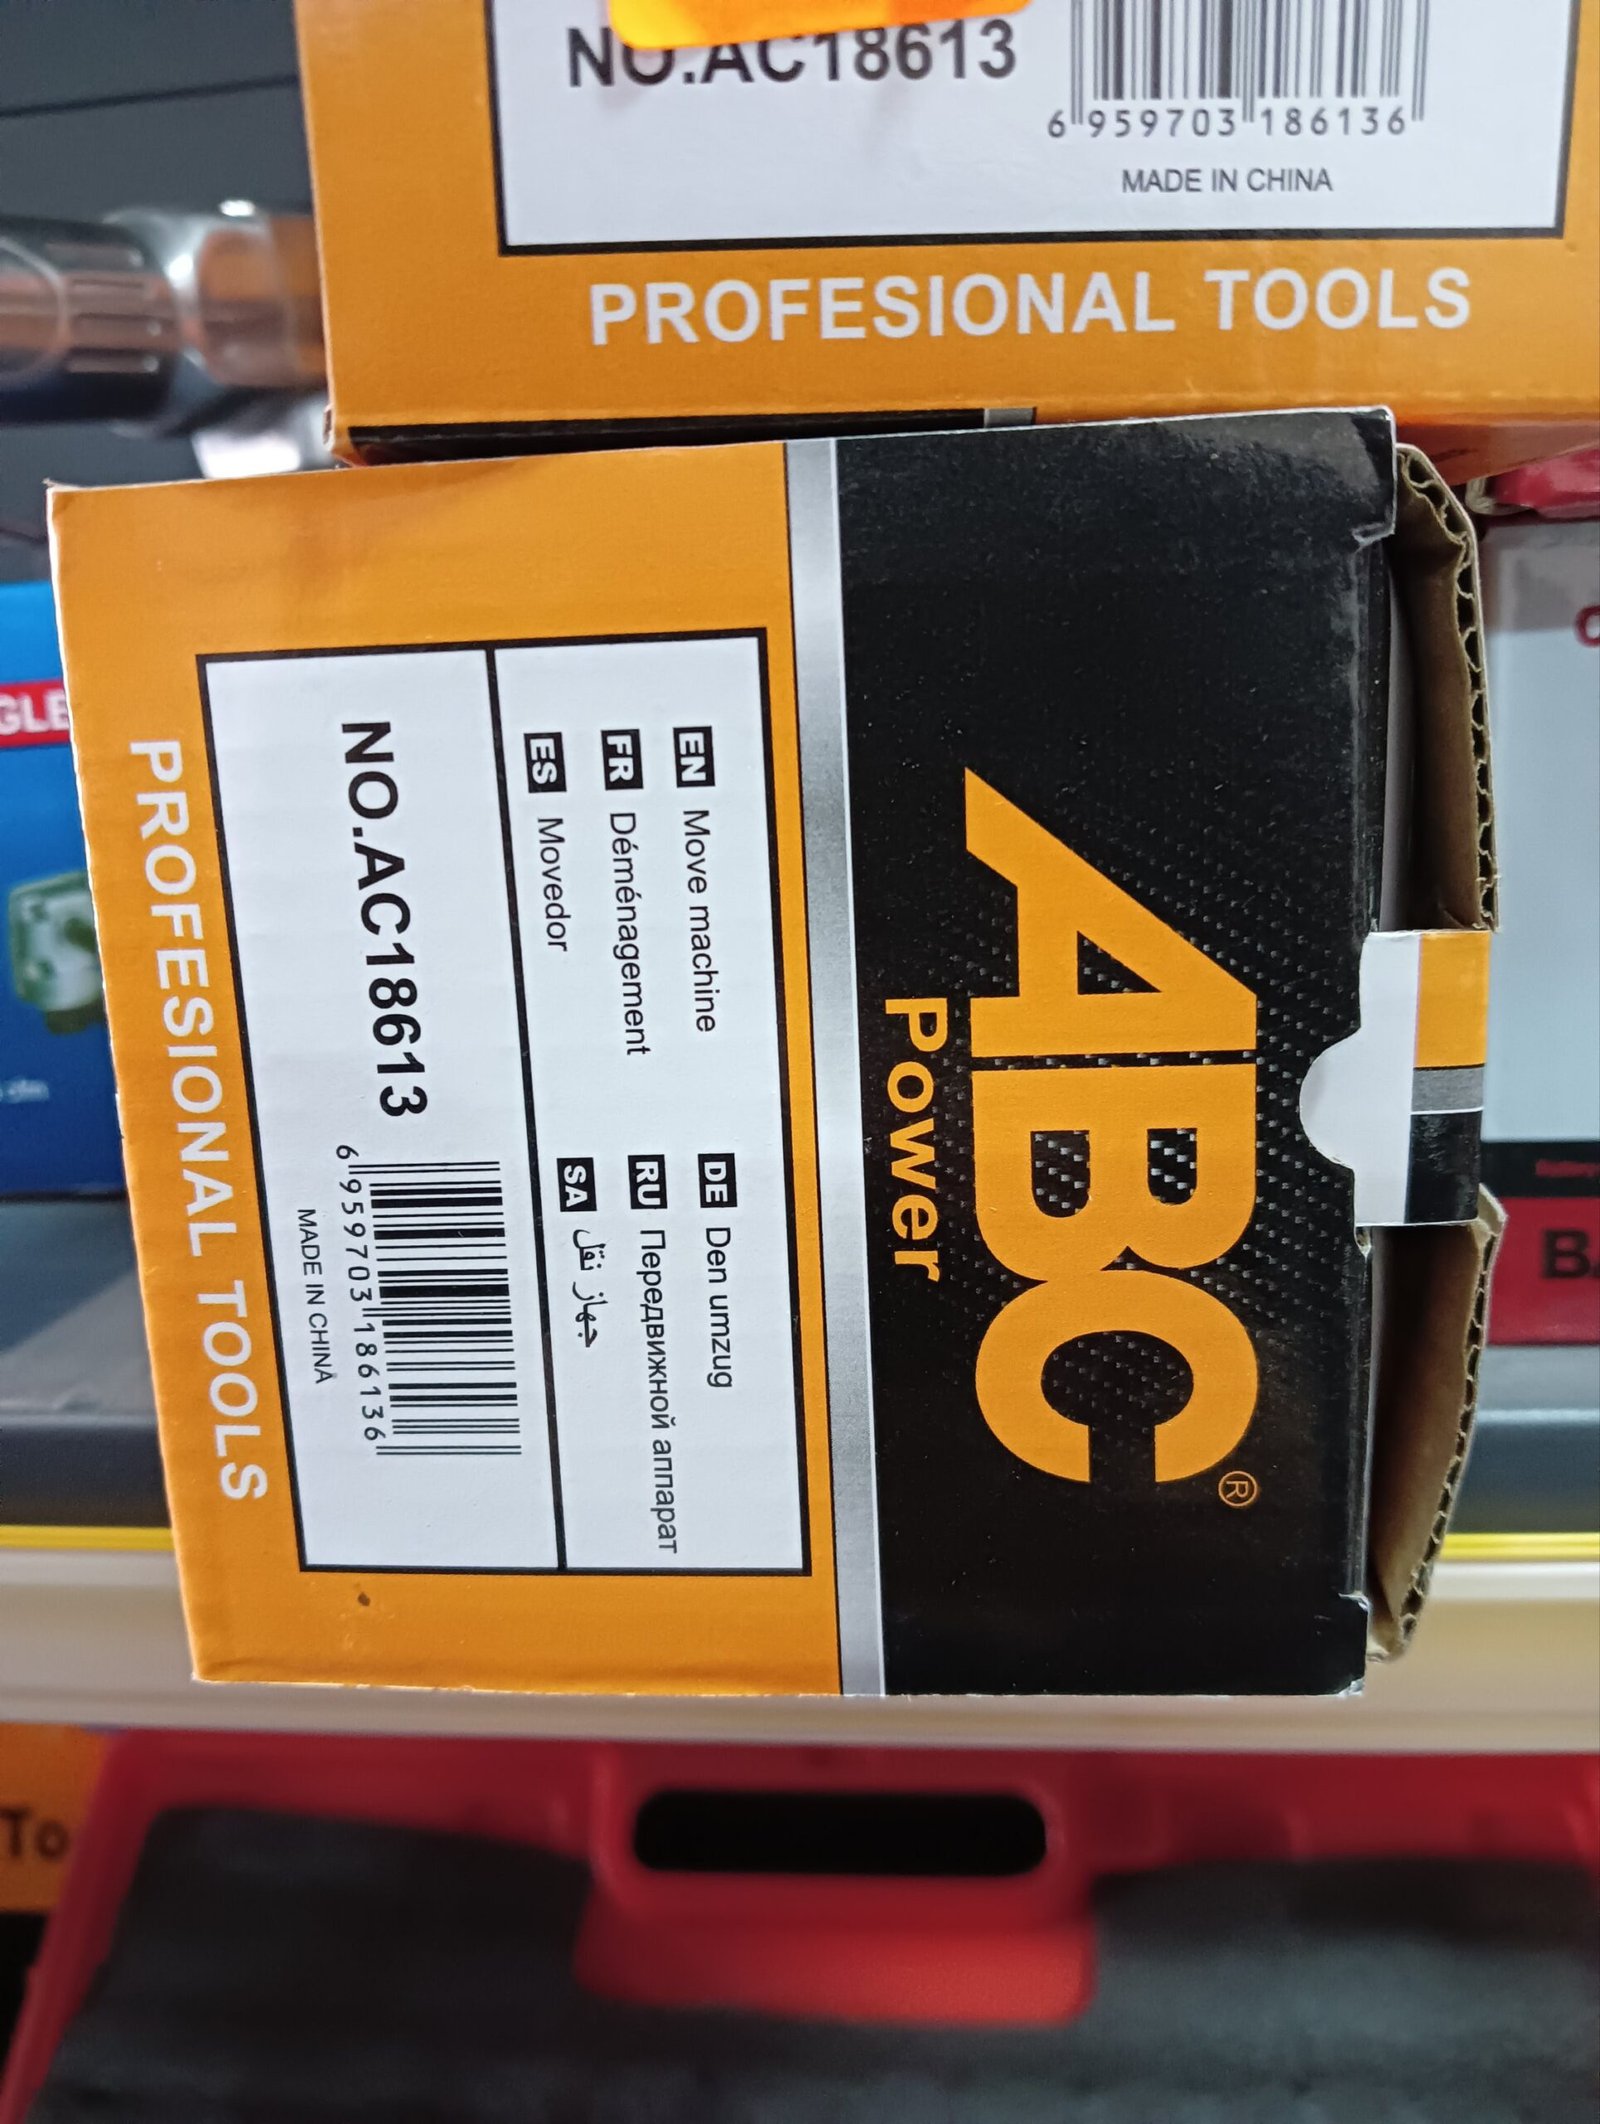 NO.AC18613
6 959703 186136
MADE IN CHINA
PROFESIONAL TOOLS
ABC®
Power
EN Move machine
FR Déménagement
ES Movedor
DE Den umzug
RU Передвижной аппарат
SA جهاز نقل
NO.AC18613
6 959703 186136
MADE IN CHINA
PROFESIONAL TOOLS
GLE
To